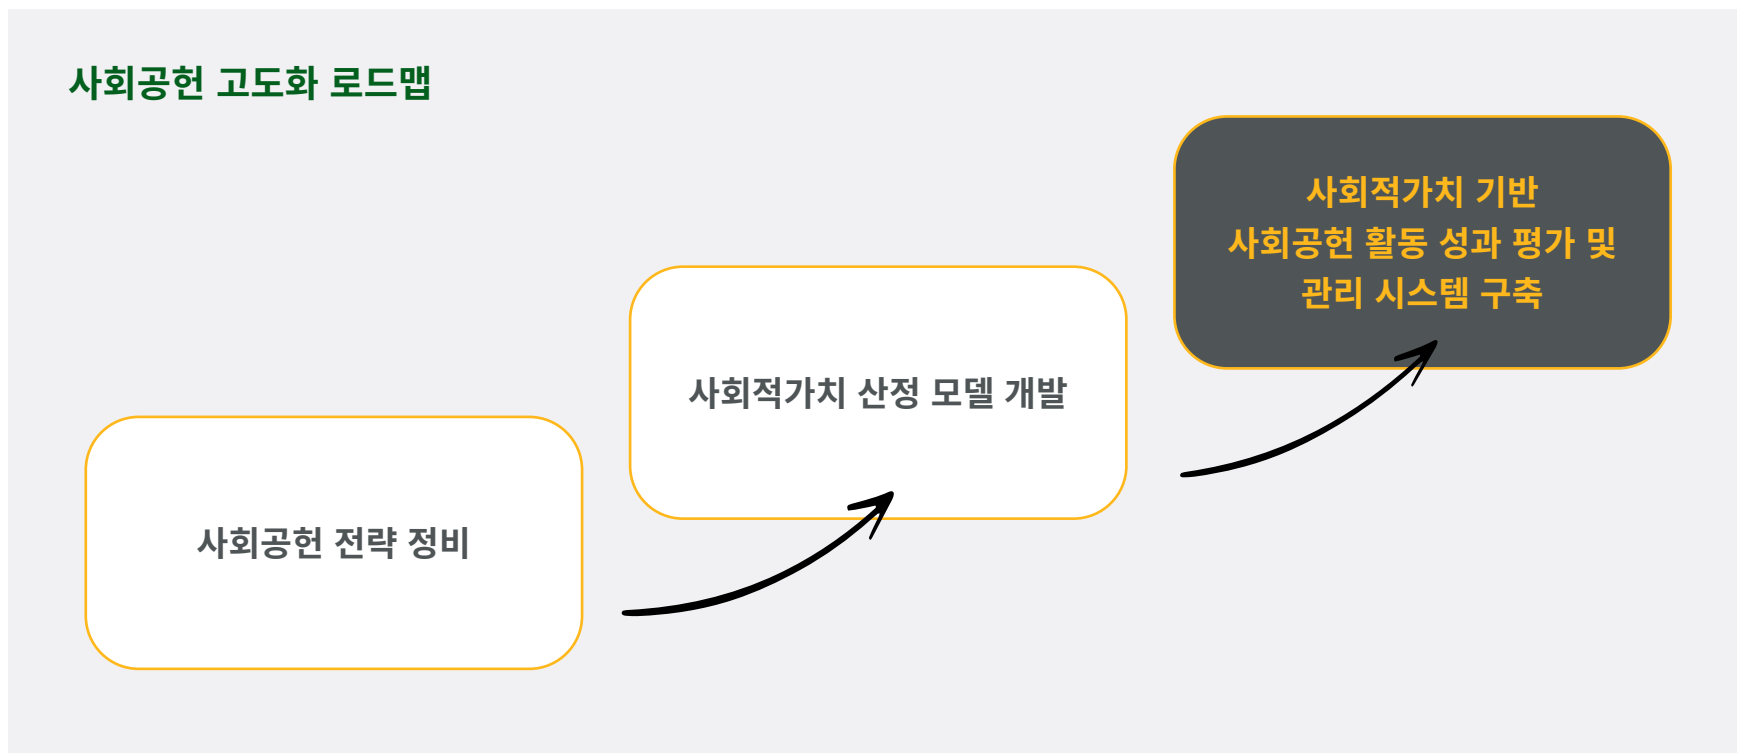 사회공헌 고도화 로드맵
사회공헌 전략 정비
사회적가치 산정 모델 개발
사회적가치 기반
사회공헌 활동 성과 평가 및
관리 시스템 구축